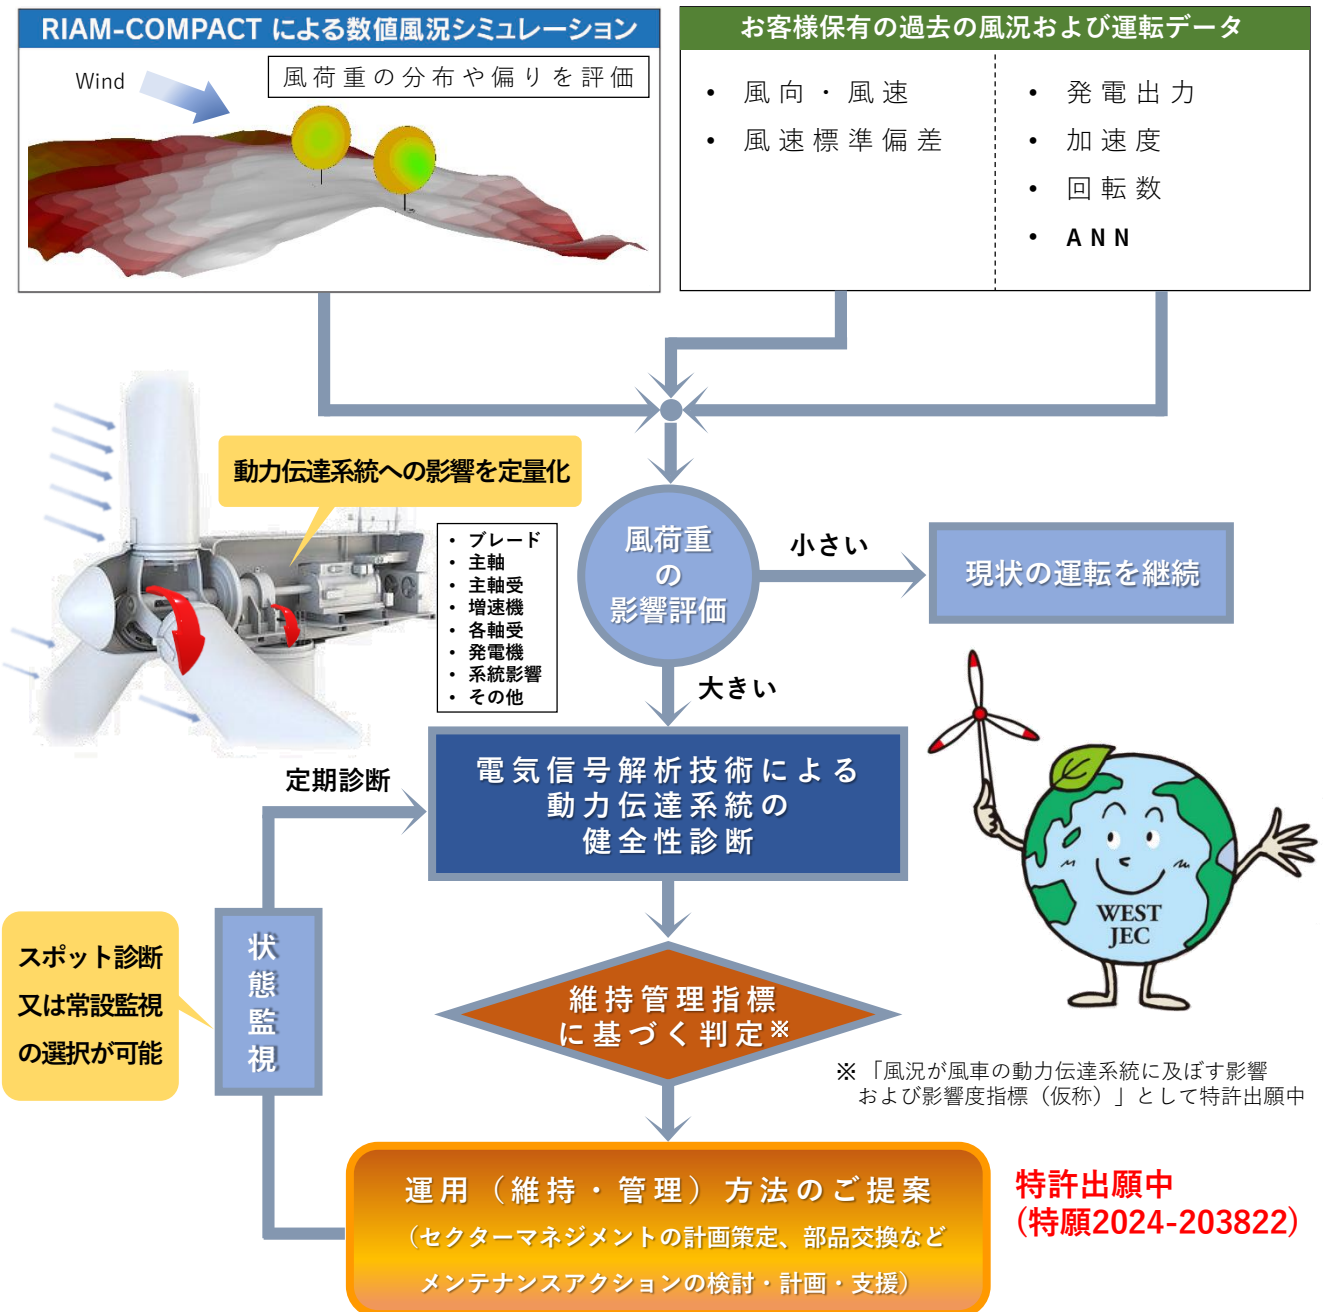 RIAM-COMPACT による数値風況シミュレーション
Wind
風荷重の分布や偏りを評価
お客様保有の過去の風況および運転データ
• 風向・風速
• 風速標準偏差
• 発電出力
• 加速度
• 回転数
• ANN
動力伝達系統への影響を定量化
・ ブレード
・ 主軸
・ 主軸受
・ 増速機
・ 各軸受
・ 発電機
・ 系統影響
・ その他
風荷重
の
影響評価
小さい
現状の運転を継続
大きい
定期診断
電気信号解析技術による
動力伝達系統の
健全性診断
WEST
JEC
状
態
監
視
スポット診断
又は常設監視
の選択が可能
維持管理指標
に基づく判定※
※「風況が風車の動力伝達系統に及ぼす影響
および影響度指標（仮称）」として特許出願中
運用（維持・管理）方法のご提案
（セクターマネジメントの計画策定、部品交換など
メンテナンスアクションの検討・計画・支援）
特許出願中
(特願2024-203822)